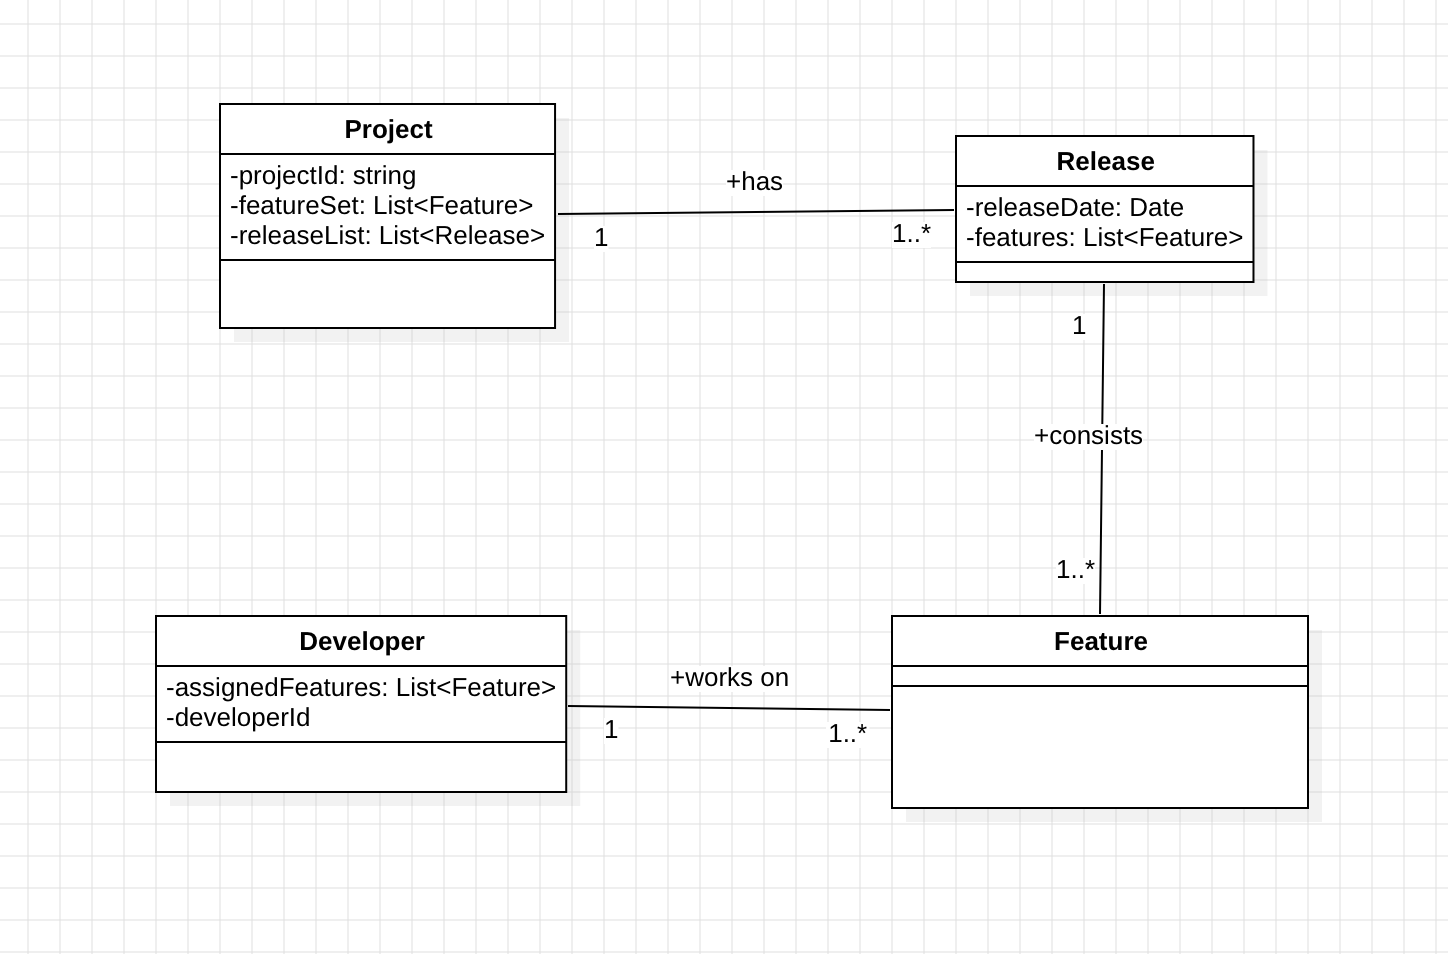 Project
-projectId: string
-featureSet: List<Feature>
-releaseList: List<Release>
+has
1
1..*
Release
-releaseDate: Date
-features: List<Feature>
1
+consists
1..*
Developer
-assignedFeatures: List<Feature>
-developerId
+works on
1
1..*
Feature